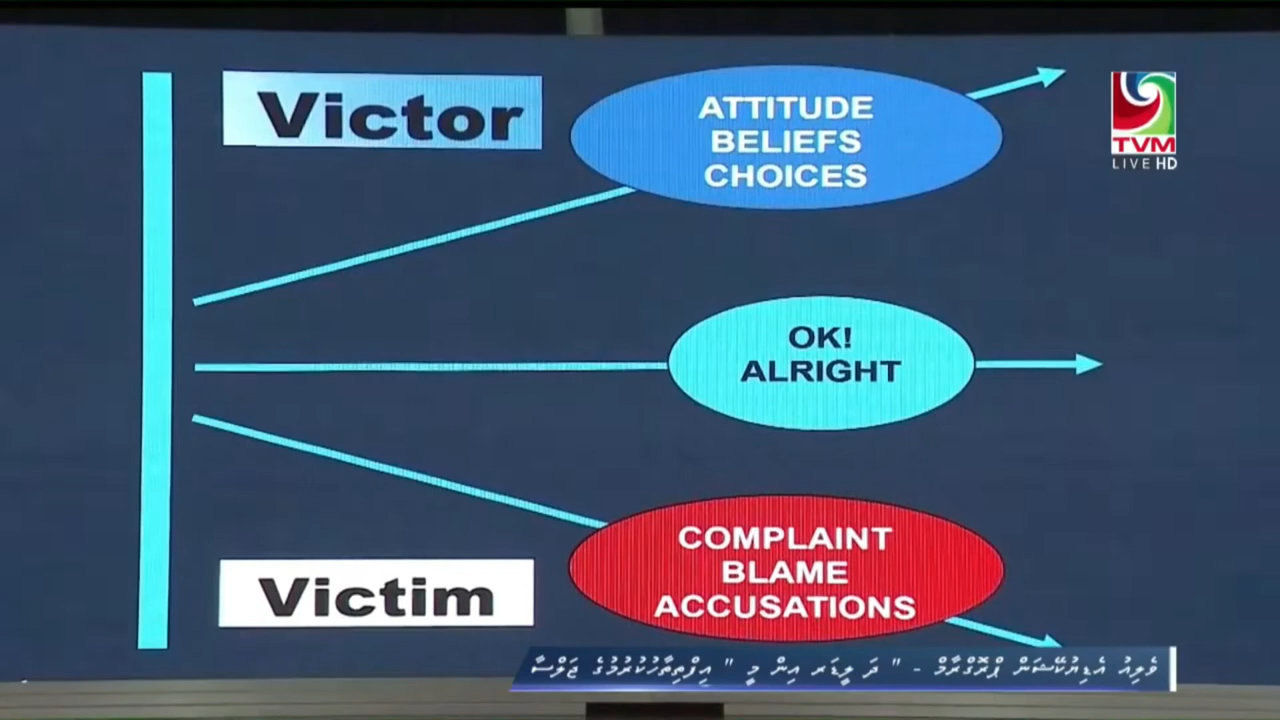 Victor
ATTITUDE
BELIEFS
CHOICES
TVM
LIVE HD
OK!
ALRIGHT
COMPLAINT
BLAME
ACCUSATIONS
Victim
ވެލިއު އެޑިޔުކޭޝަން ޕްރޮގްރާމް - " ދަ ލީޑަރ އިން މީ " އިފްތިތާހުކުރުމުގެ ޖަލްސާ